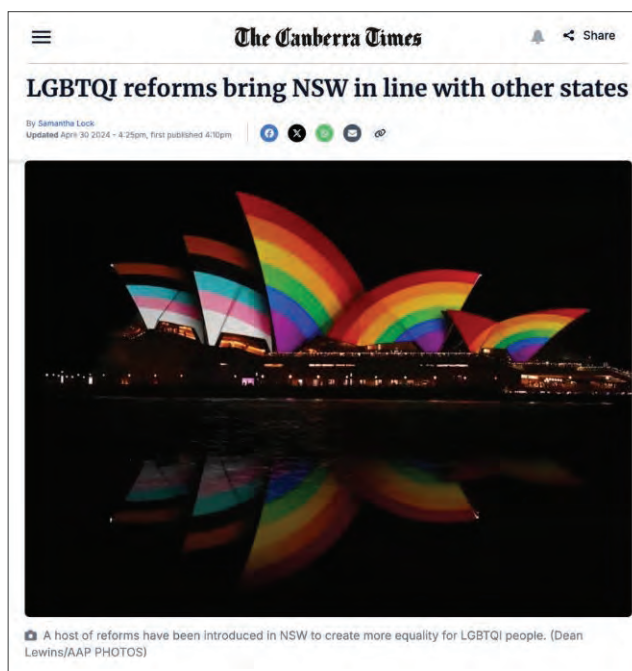 The Canberra Times
Share
LGBTQI reforms bring NSW in line with other states
By Samantha Lock
Updated April 30 2024 - 4:25pm, first published 4:10pm
A host of reforms have been introduced in NSW to create more equality for LGBTQI people. (Dean
Lewins/AAP PHOTOS)